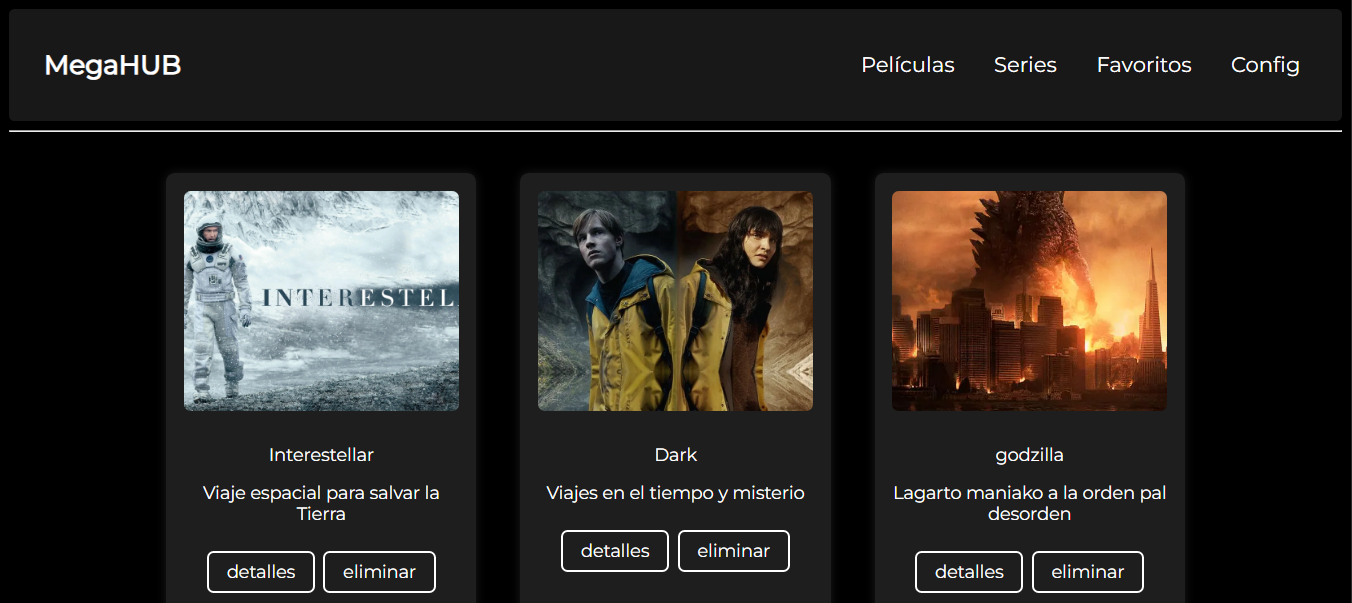 MegaHUB
Películas Series Favoritos Config
INTERESTEL
Interestellar
Viaje espacial para salvar la
Tierra
detalles eliminar
Dark
Viajes en el tiempo y misterio
detalles eliminar
godzilla
Lagarto maniako a la orden pal
desorden
detalles eliminar